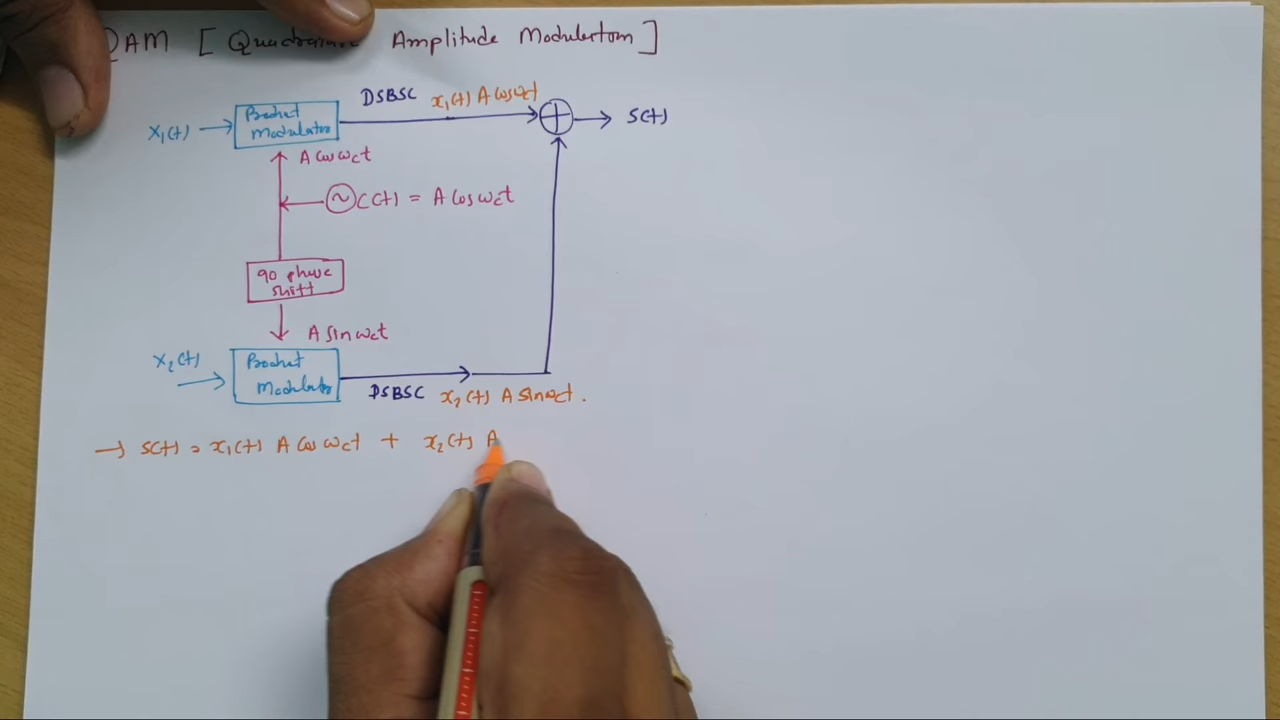 QAM [ Quadrature Amplitude Modulation ]
DSBSC x₁(t) A cos ωct
x₁(t) → Product Modulator
→ S(t)
A cos ωct
~ C(t) = A cos ωct
90 phase
shift
A sin ωct
x₂(t) → Product
Modulator
DSBSC x₂(t) A sin ωct .
→ S(t) = x₁(t) A cos ωct + x₂(t) A